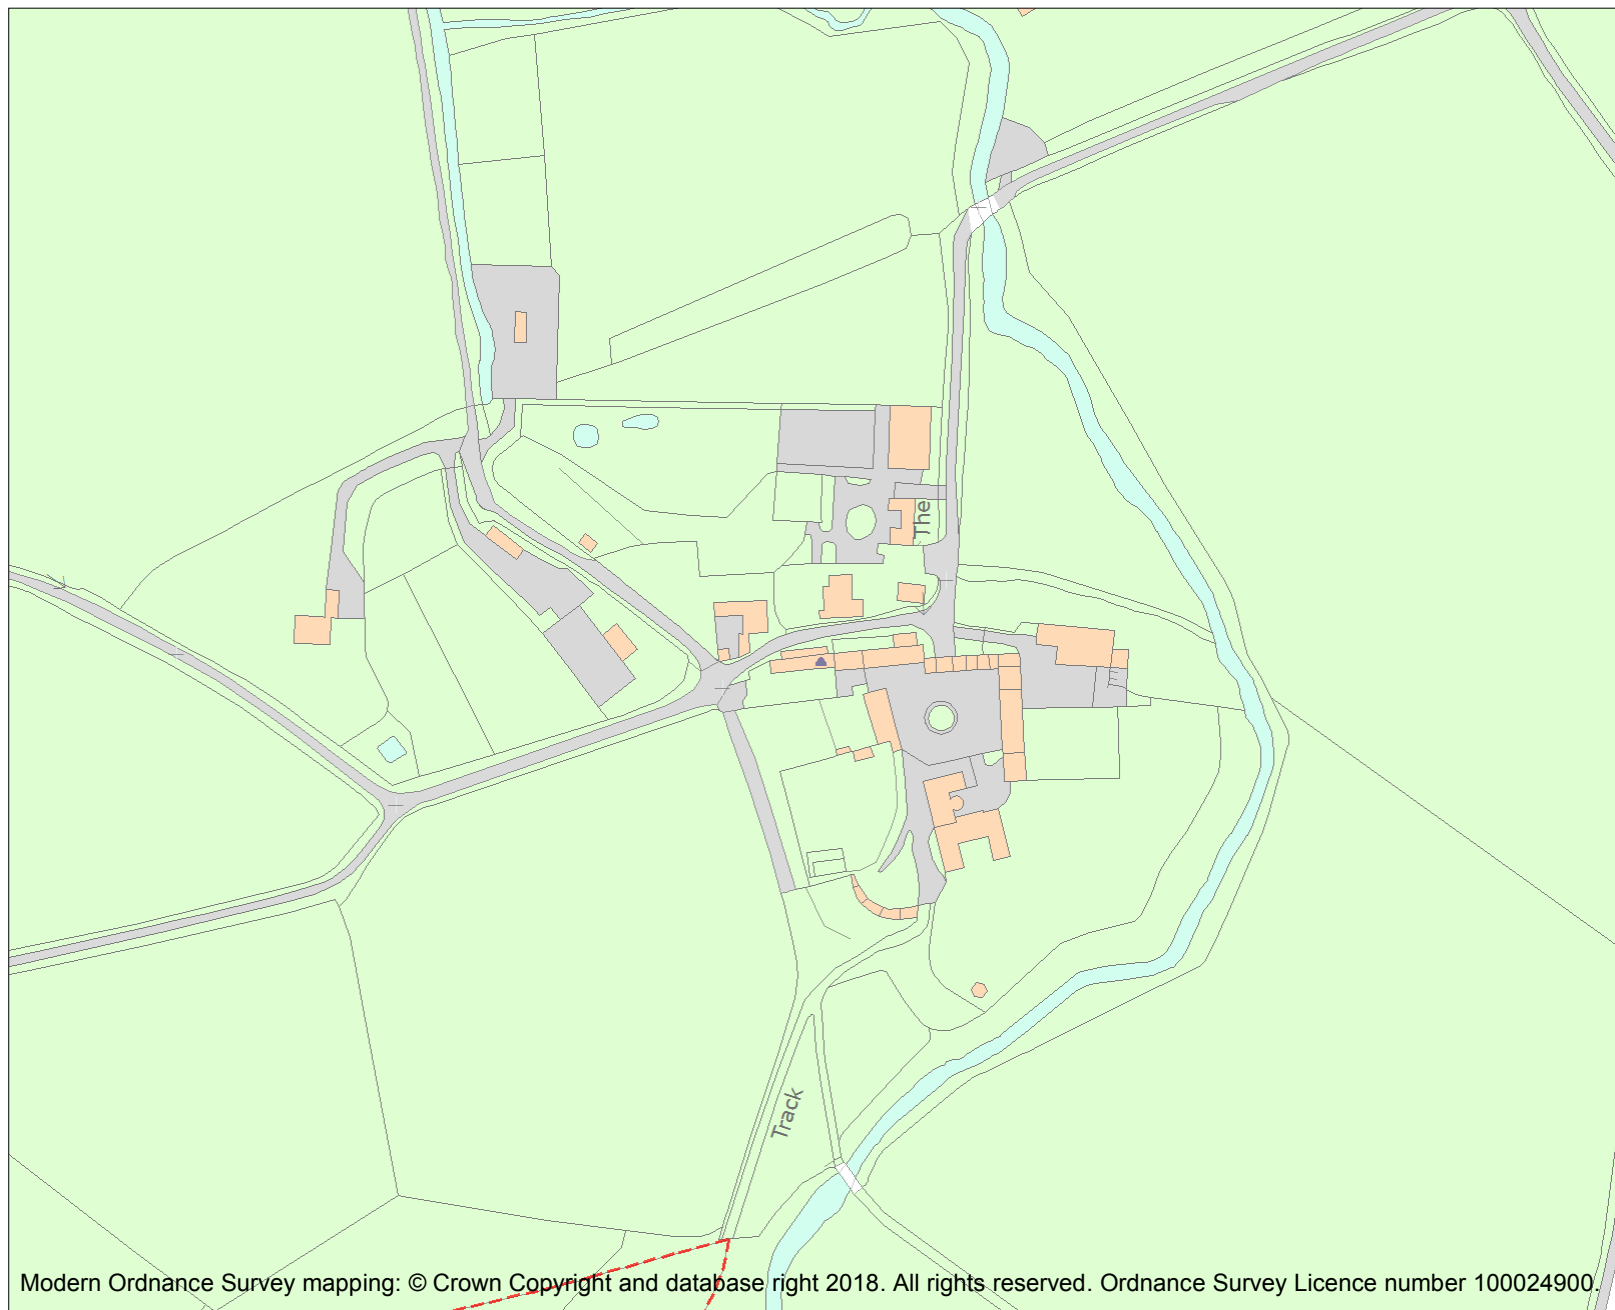 The
Track
Modern Ordnance Survey mapping: © Crown Copyright and database right 2018. All rights reserved. Ordnance Survey Licence number 100024900.